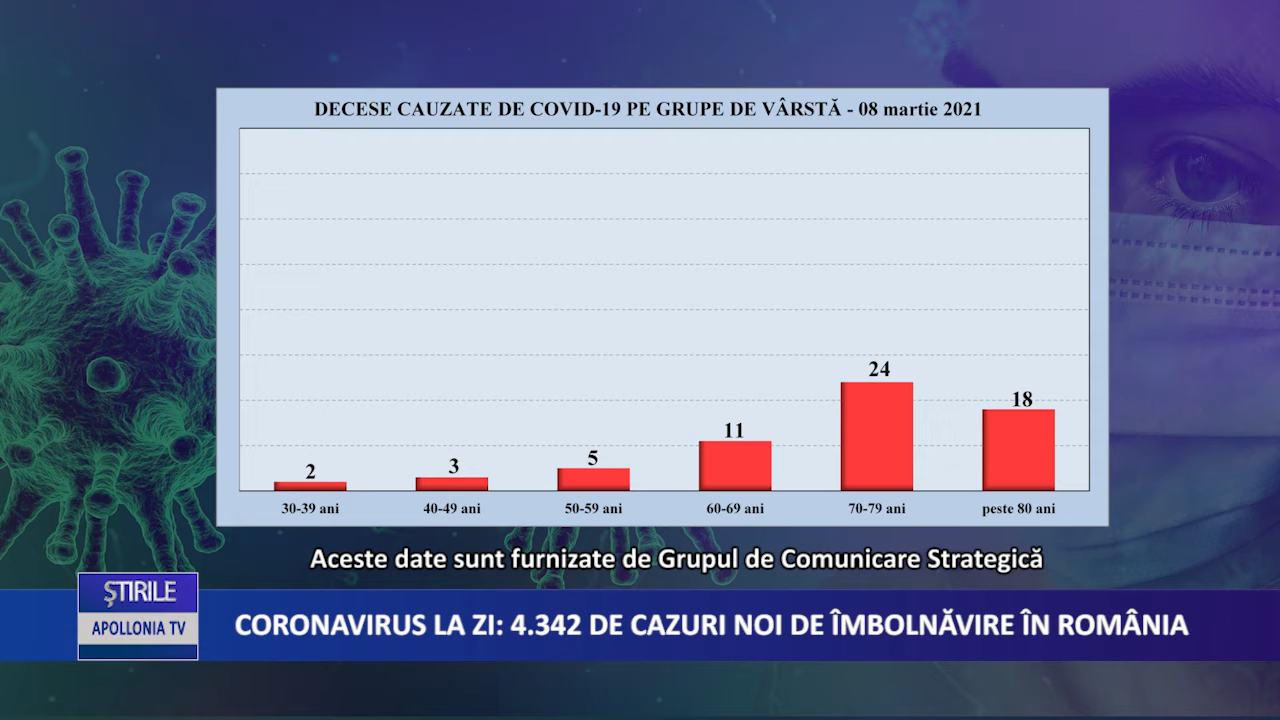 DECESE CAUZATE DE COVID-19 PE GRUPE DE VÂRSTĂ - 08 martie 2021
2
3
5
11
24
18
30-39 ani
40-49 ani
50-59 ani
60-69 ani
70-79 ani
peste 80 ani
Aceste date sunt furnizate de Grupul de Comunicare Strategică
ȘTIRILE
APOLLONIA TV
CORONAVIRUS LA ZI: 4.342 DE CAZURI NOI DE ÎMBOLNĂVIRE ÎN ROMÂNIA